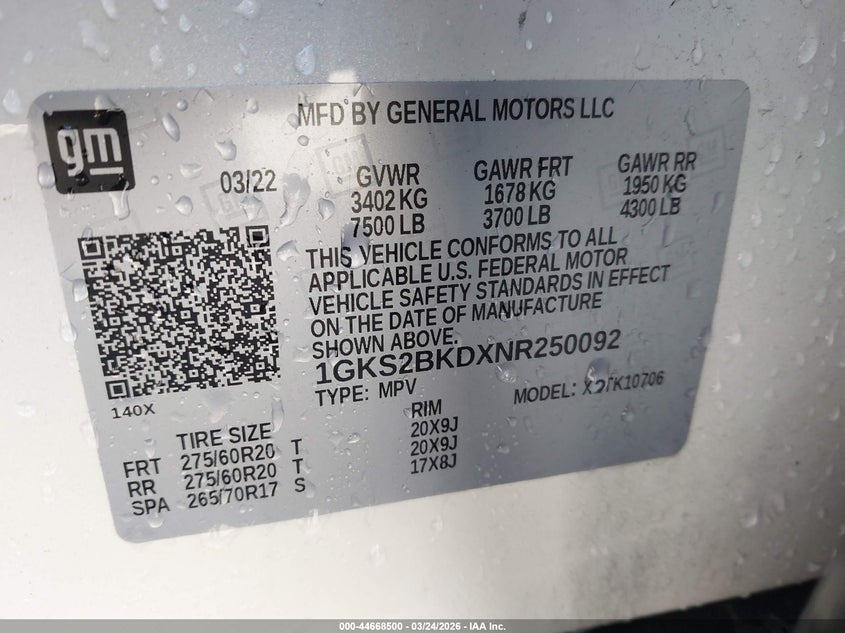 gm
MFD BY GENERAL MOTORS LLC
03/22
GVWR GAWR FRT GAWR RR
3402 KG 1678 KG 1950 KG
7500 LB 3700 LB 4300 LB
THIS VEHICLE CONFORMS TO ALL
APPLICABLE U.S. FEDERAL MOTOR
VEHICLE SAFETY STANDARDS IN EFFECT
ON THE DATE OF MANUFACTURE
SHOWN ABOVE.
1GKS2BKDXNR250092
TYPE: MPV MODEL:
140X
TIRE SIZE RIM
FRT 275/60R20 T 20X9J
RR 275/60R20 T 20X9J
SPA 265/70R17 S 17X8J
000-44668500 - 03/24/2026 - IAA Inc.